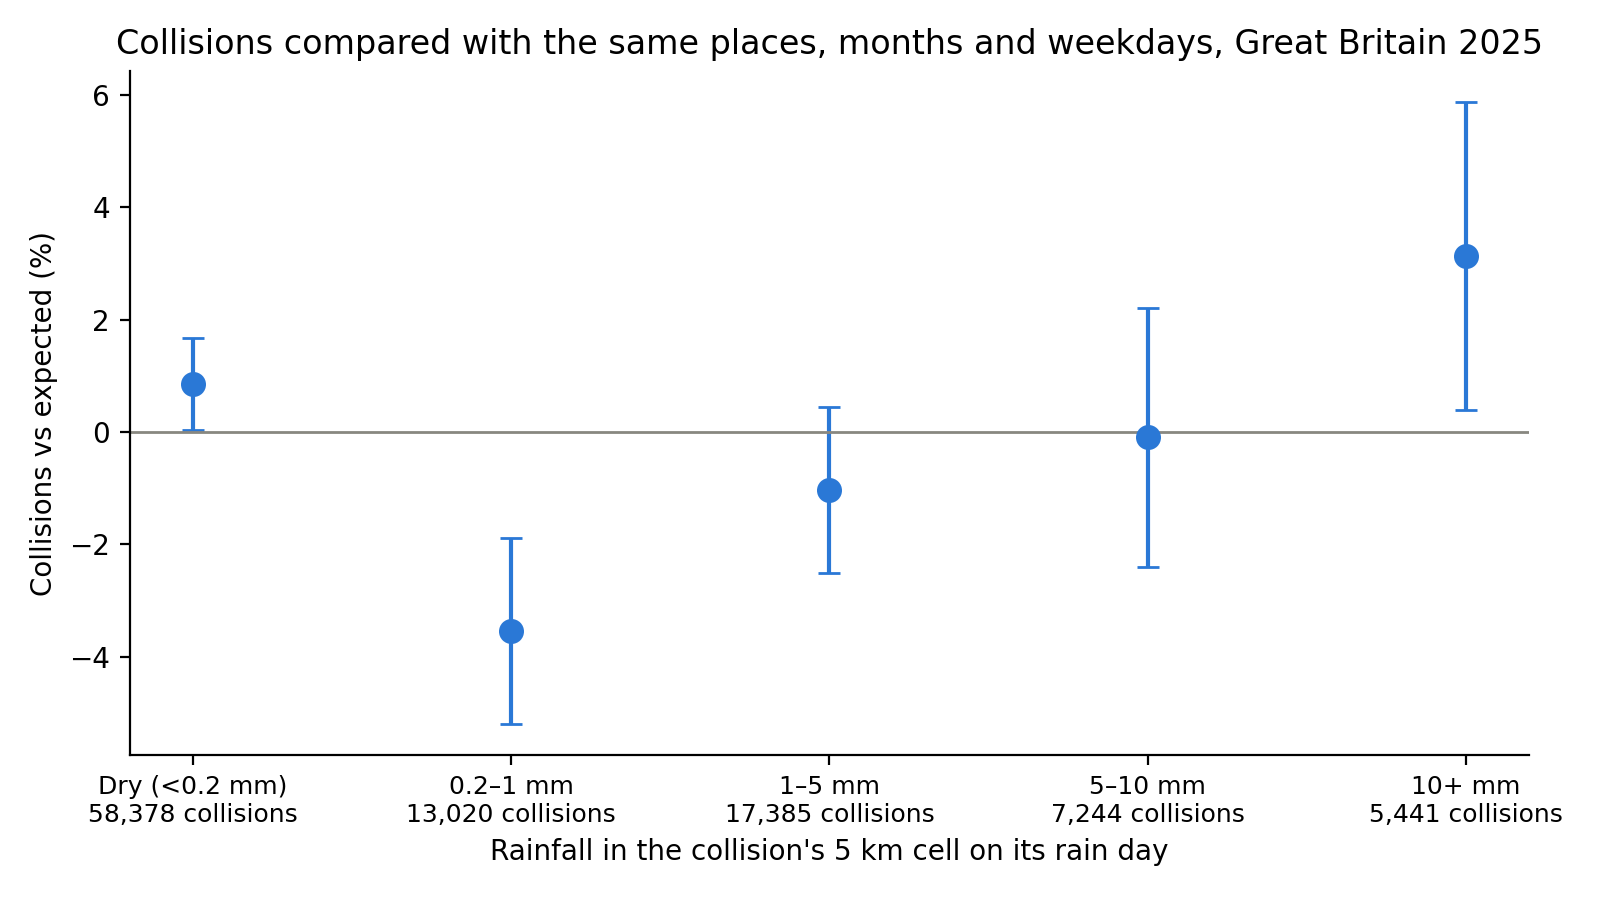 Collisions compared with the same places, months and weekdays, Great Britain 2025
Collisions vs expected (%)
6
4
2
0
−2
−4
Dry (<0.2 mm)
58,378 collisions
0.2–1 mm
13,020 collisions
1–5 mm
17,385 collisions
5–10 mm
7,244 collisions
10+ mm
5,441 collisions
Rainfall in the collision's 5 km cell on its rain day